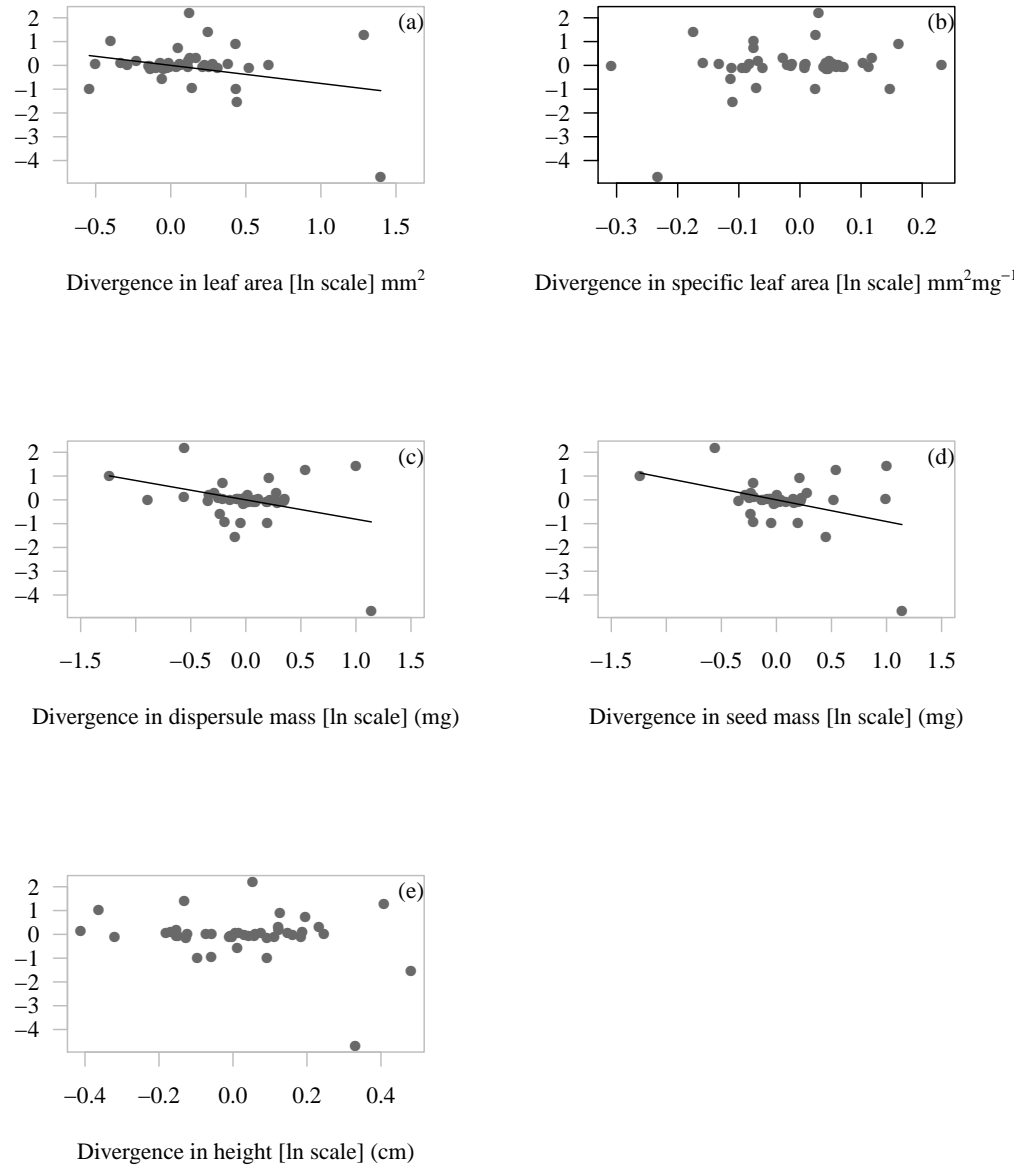 2
1
0
−1
−2
−3
−4
(a)
−0.5 0.0 0.5 1.0 1.5
Divergence in leaf area [ln scale] mm²
2
1
0
−1
−2
−3
−4
(b)
−0.3 −0.2 −0.1 0.0 0.1 0.2
Divergence in specific leaf area [ln scale] mm²mg⁻¹
2
1
0
−1
−2
−3
−4
(c)
−1.5 −0.5 0.0 0.5 1.0 1.5
Divergence in dispersule mass [ln scale] (mg)
2
1
0
−1
−2
−3
−4
(d)
−1.5 −0.5 0.0 0.5 1.0 1.5
Divergence in seed mass [ln scale] (mg)
2
1
0
−1
−2
−3
−4
(e)
−0.4 −0.2 0.0 0.2 0.4
Divergence in height [ln scale] (cm)